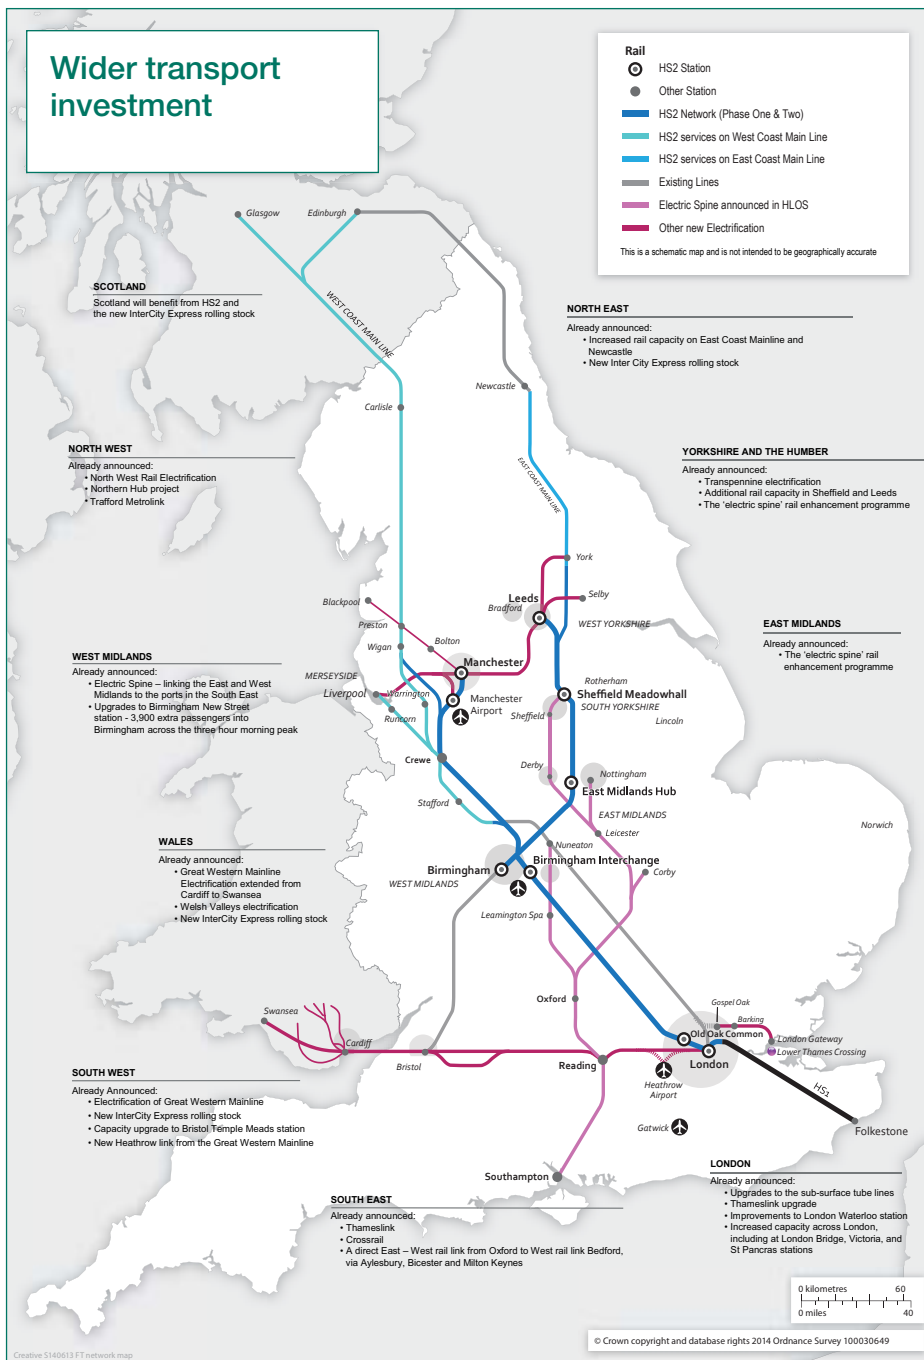 Wider transport
investment
Rail
HS2 Station
Other Station
HS2 Network (Phase One & Two)
HS2 services on West Coast Main Line
HS2 services on East Coast Main Line
Existing Lines
Electric Spine announced in HLOS
Other new Electrification
This is a schematic map and is not intended to be geographically accurate
Glasgow
Edinburgh
SCOTLAND
Scotland will benefit from HS2 and
the new InterCity Express rolling stock
WEST COAST MAIN LINE
NORTH EAST
Already announced:
• Increased rail capacity on East Coast Mainline and
Newcastle
• New Inter City Express rolling stock
Newcastle
Carlisle
NORTH WEST
Already announced:
• North West Rail Electrification
• Northern Hub project
• Trafford Metrolink
EAST COAST MAIN LINE
YORKSHIRE AND THE HUMBER
Already announced:
• Transpennine electrification
• Additional rail capacity in Sheffield and Leeds
• The ‘electric spine’ rail enhancement programme
York
Blackpool
Leeds
Bradford
Selby
Preston
WEST YORKSHIRE
EAST MIDLANDS
Already announced:
• The ‘electric spine’ rail
enhancement programme
Wigan
Bolton
WEST MIDLANDS
Already announced:
• Electric Spine – linking the East and West
Midlands to the ports in the South East
• Upgrades to Birmingham New Street
station - 3,900 extra passengers into
Birmingham across the three hour morning peak
Manchester
MERSEYSIDE
Liverpool
Warrington
Manchester
Airport
Runcorn
Rotherham
Sheffield Meadowhall
SOUTH YORKSHIRE
Sheffield
Lincoln
Crewe
Derby
Nottingham
East Midlands Hub
Stafford
EAST MIDLANDS
Leicester
Norwich
WALES
Already announced:
• Great Western Mainline
Electrification extended from
Cardiff to Swansea
• Welsh Valleys electrification
• New InterCity Express rolling stock
Nuneaton
Birmingham
Birmingham Interchange
WEST MIDLANDS
Corby
Leamington Spa
Oxford
Gospel Oak
Barking
Swansea
Old Oak Common
London Gateway
Lower Thames Crossing
Cardiff
Bristol
Reading
London
Heathrow
Airport
HS1
Gatwick
Folkestone
SOUTH WEST
Already Announced:
• Electrification of Great Western Mainline
• New InterCity Express rolling stock
• Capacity upgrade to Bristol Temple Meads station
• New Heathrow link from the Great Western Mainline
Southampton
LONDON
Already announced:
• Upgrades to the sub-surface tube lines
• Thameslink upgrade
• Improvements to London Waterloo station
• Increased capacity across London,
including at London Bridge, Victoria, and
St Pancras stations
SOUTH EAST
Already announced:
• Thameslink
• Crossrail
• A direct East – West rail link from Oxford to West rail link Bedford,
via Aylesbury, Bicester and Milton Keynes
0 kilometres 60
0 miles 40
© Crown copyright and database rights 2014 Ordnance Survey 100030649
Creative S140613 FT network map